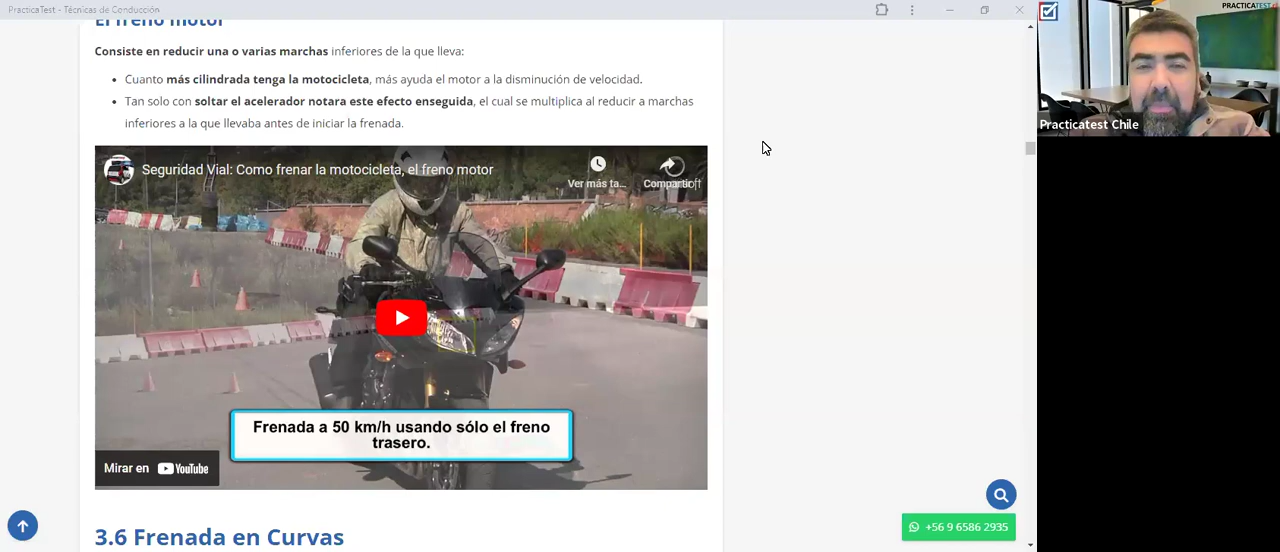 PracticaTest - Técnicas de Conducción
El freno motor
Consiste en reducir una o varias marchas inferiores de la que lleva:
Cuanto más cilindrada tenga la motocicleta, más ayuda el motor a la disminución de velocidad.
Tan solo con soltar el acelerador notara este efecto enseguida, el cual se multiplica al reducir a marchas
inferiores a la que llevaba antes de iniciar la frenada.
Seguridad Vial: Como frenar la motocicleta, el freno motor
Ver más ta...
Compartir
Frenada a 50 km/h usando sólo el freno
trasero.
Mirar en YouTube
3.6 Frenada en Curvas
+56 9 6586 2935
PRACTICATEST
Practicatest Chile